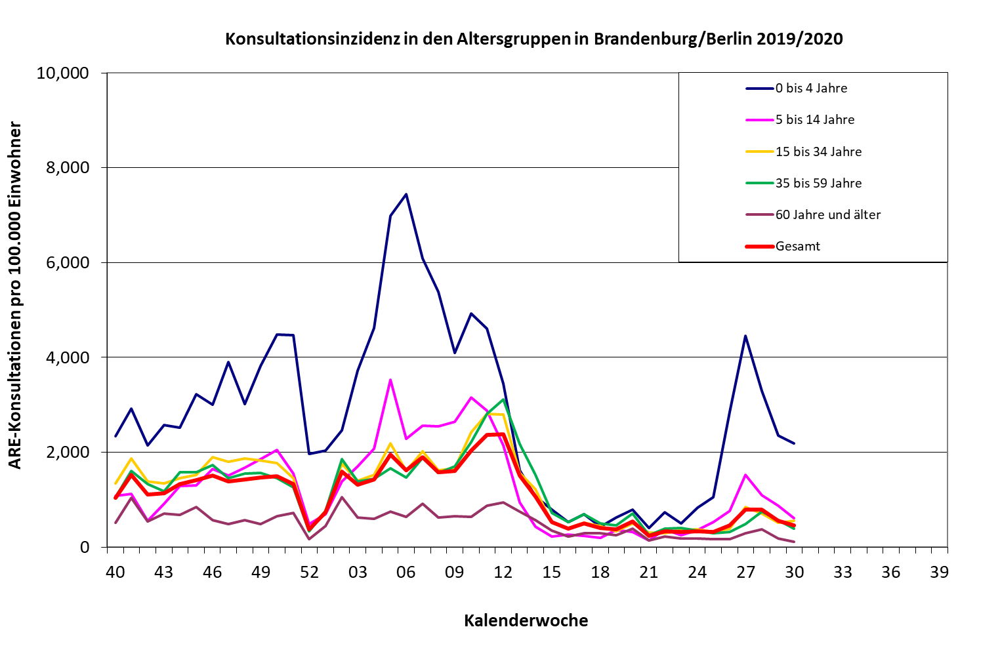 Konsultationsinzidenz in den Altersgruppen in Brandenburg/Berlin 2019/2020
ARE-Konsultationen pro 100.000 Einwohner
10,000
8,000
6,000
4,000
2,000
0
0 bis 4 Jahre
5 bis 14 Jahre
15 bis 34 Jahre
35 bis 59 Jahre
60 Jahre und älter
Gesamt
40 43 46 49 52 03 06 09 12 15 18 21 24 27 30 33 36 39
Kalenderwoche